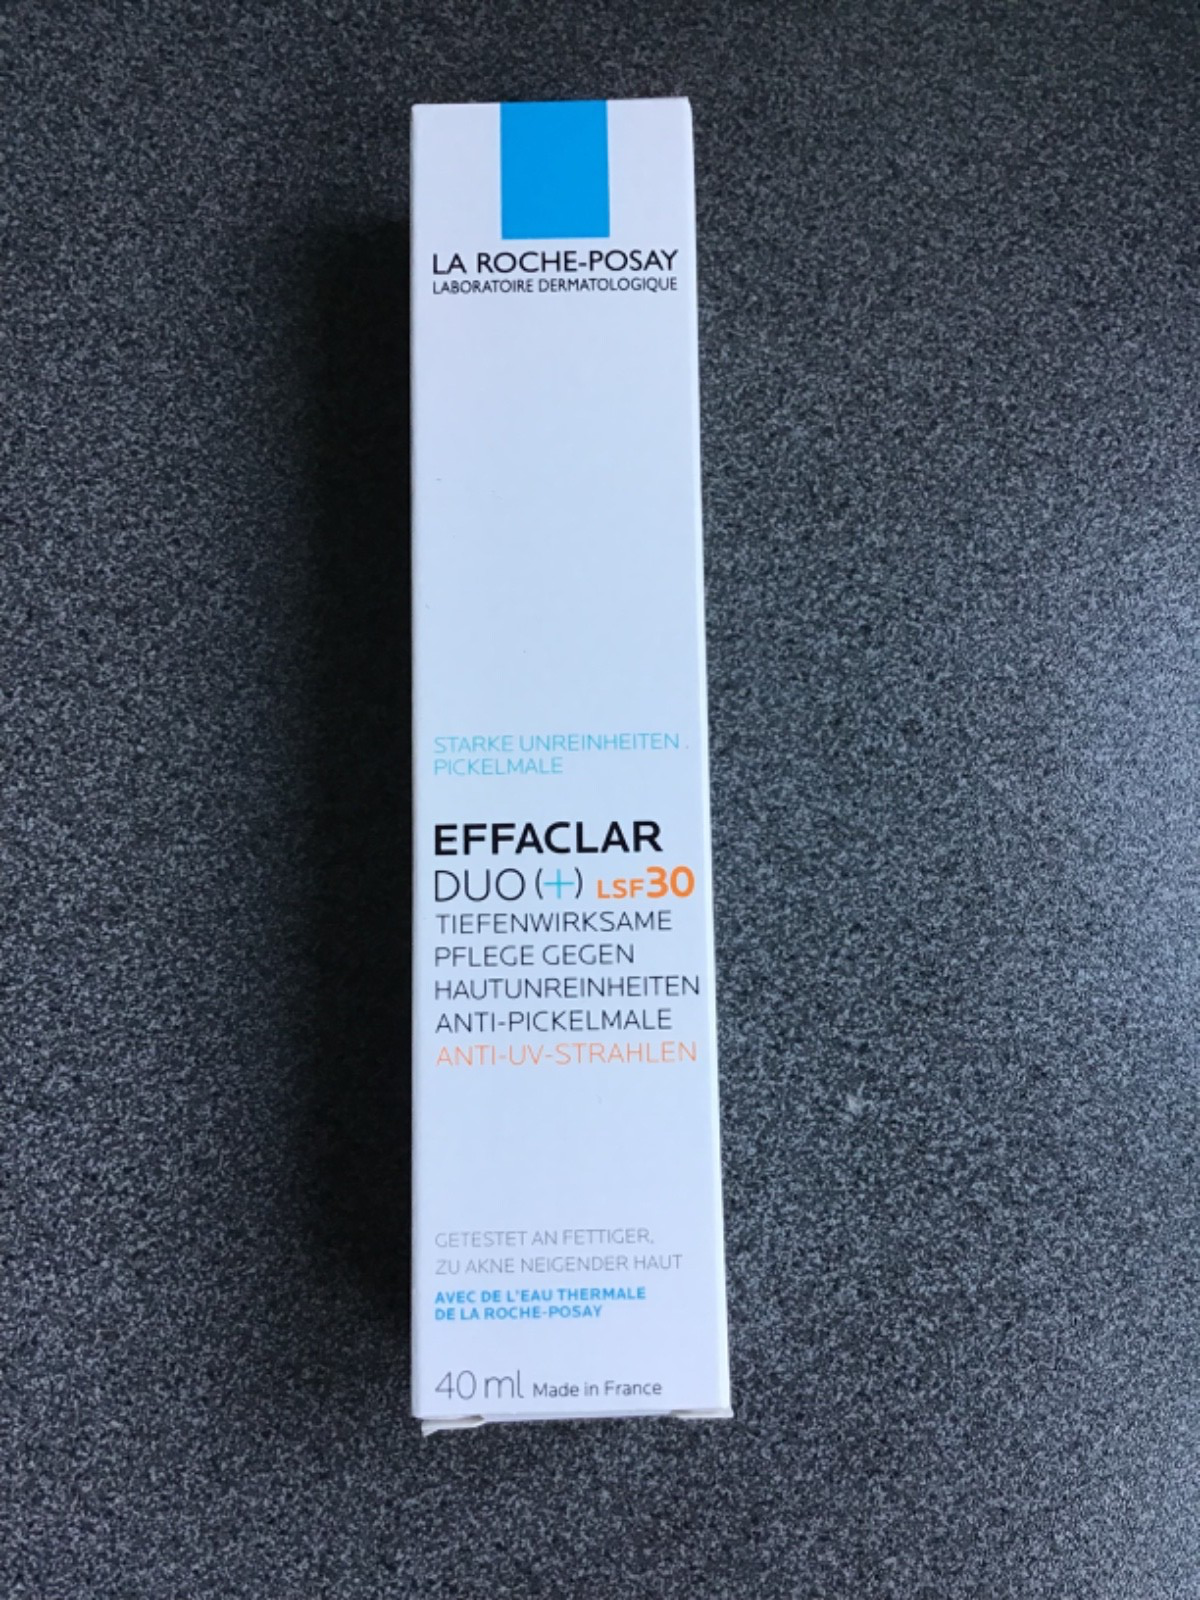 LA ROCHE-POSAY
LABORATOIRE DERMATOLOGIQUE
STARKE UNREINHEITEN .
PICKELMALE
EFFACLAR
DUO (+) LSF30
TIEFENWIRKSAME
PFLEGE GEGEN
HAUTUNREINHEITEN
ANTI-PICKELMALE
ANTI-UV-STRAHLEN
GETESTET AN FETTIGER,
ZU AKNE NEIGENDER HAUT
AVEC DE L'EAU THERMALE
DE LA ROCHE-POSAY
40 ml Made in France